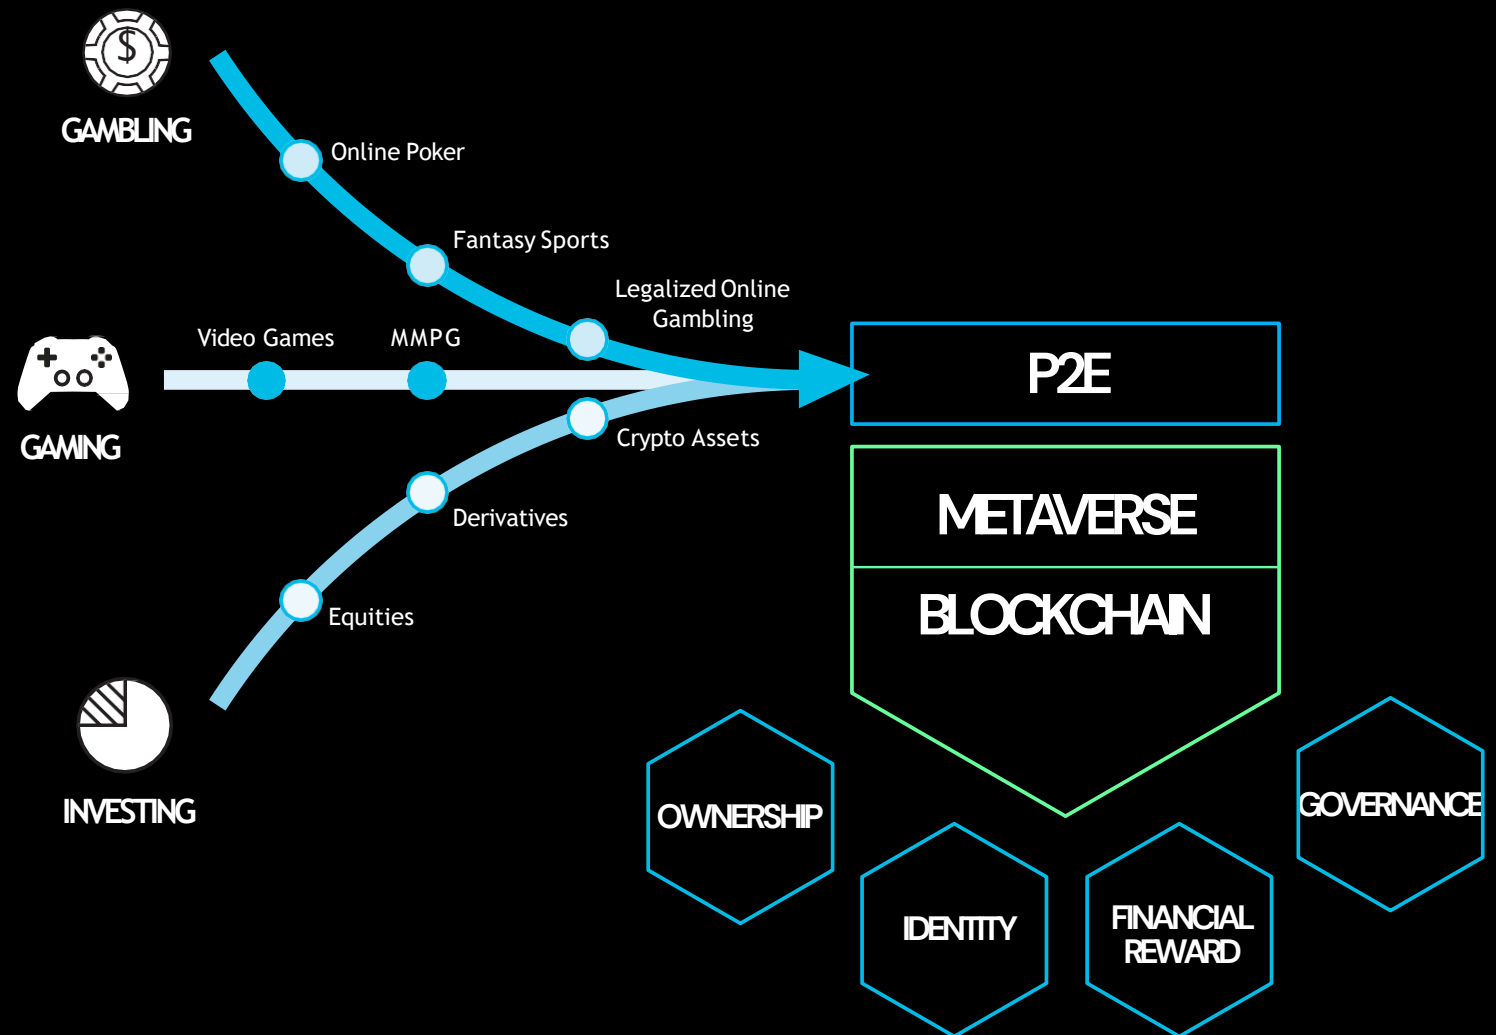 $
GAMBLING
Online Poker
Fantasy Sports
Legalized Online
Gambling
Video Games
MMPG
GAMING
Crypto Assets
Derivatives
Equities
INVESTING
P2E
METAVERSE
BLOCKCHAIN
OWNERSHIP
IDENTITY
FINANCIAL
REWARD
GOVERNANCE